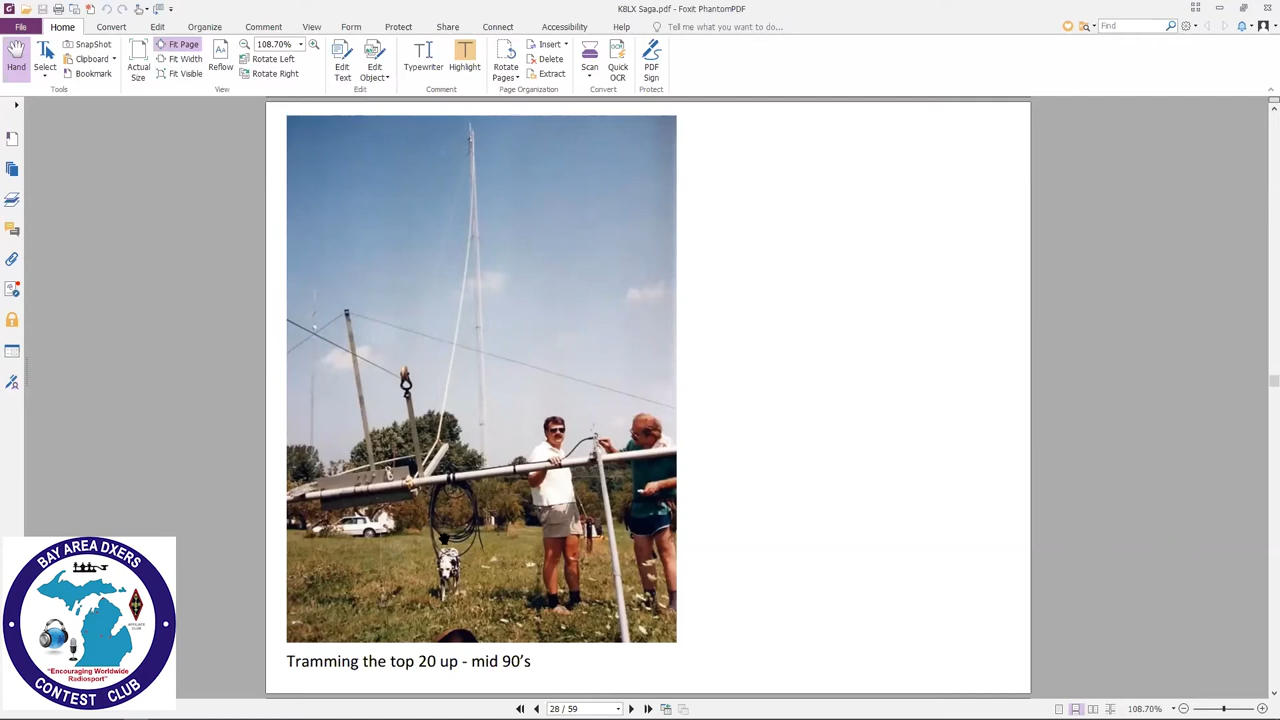 K8LX Saga.pdf - Foxit PhantomPDF
File Home Convert Edit Organize Comment View Form Protect Share Connect Accessibility Help Tell me what you want to do... Find
Hand
Select
SnapShot
Clipboard
Bookmark
Tools
Actual Size
Fit Page
Fit Width
Fit Visible
Reflow
108.70%
Rotate Left
Rotate Right
View
Edit Text
Edit Object
Edit
Typewriter
Highlight
Comment
Rotate Pages
Insert
Delete
Extract
Page Organization
Scan
Quick OCR
Convert
PDF Sign
Protect
Tramming the top 20 up - mid 90's
BAY AREA DXERS
AFFILIATE CLUB
"Encouraging Worldwide
Radiosport"
CONTEST CLUB
28 / 59
108.70%